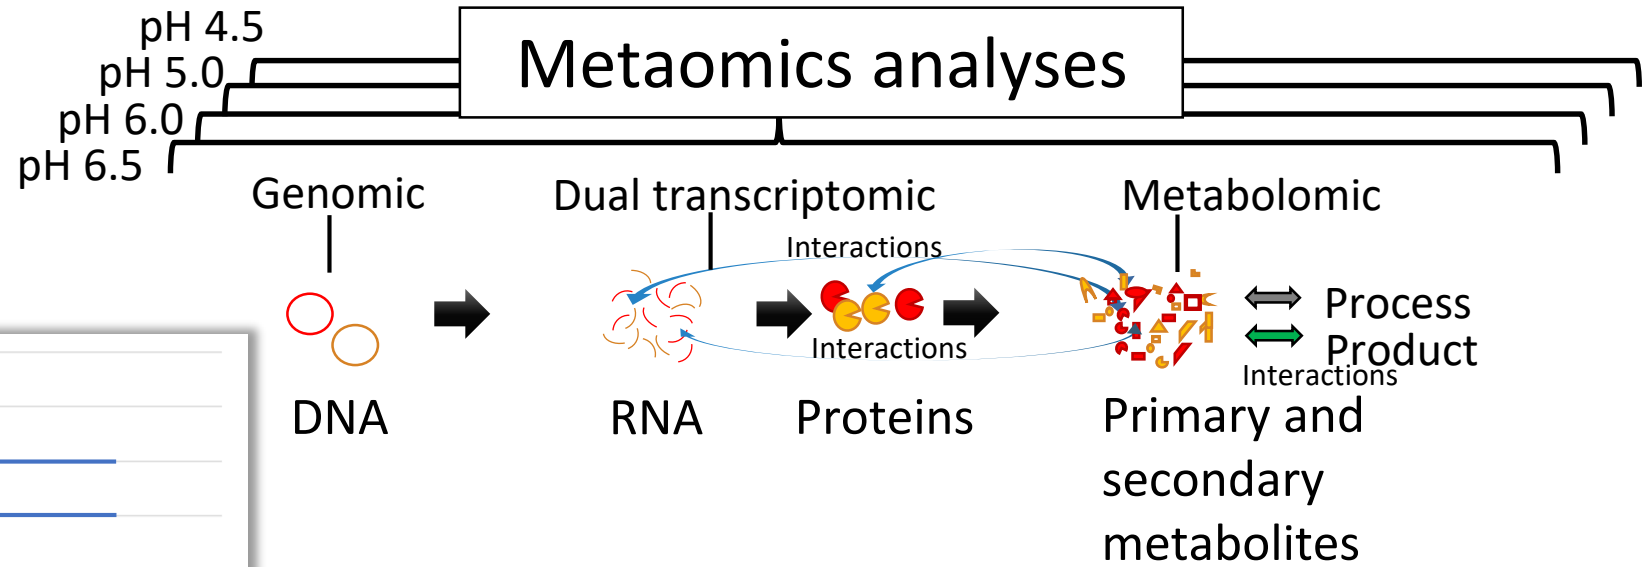 pH 4.5
Metaomics analyses
pH 5.0
pH 6.0
pH 6.5
Genomic
Dual transcriptomic
Metabolomic
Interactions
Process
Interactions
Product
Interactions
DNA
RNA
Proteins
Primary and
secondary
metabolites